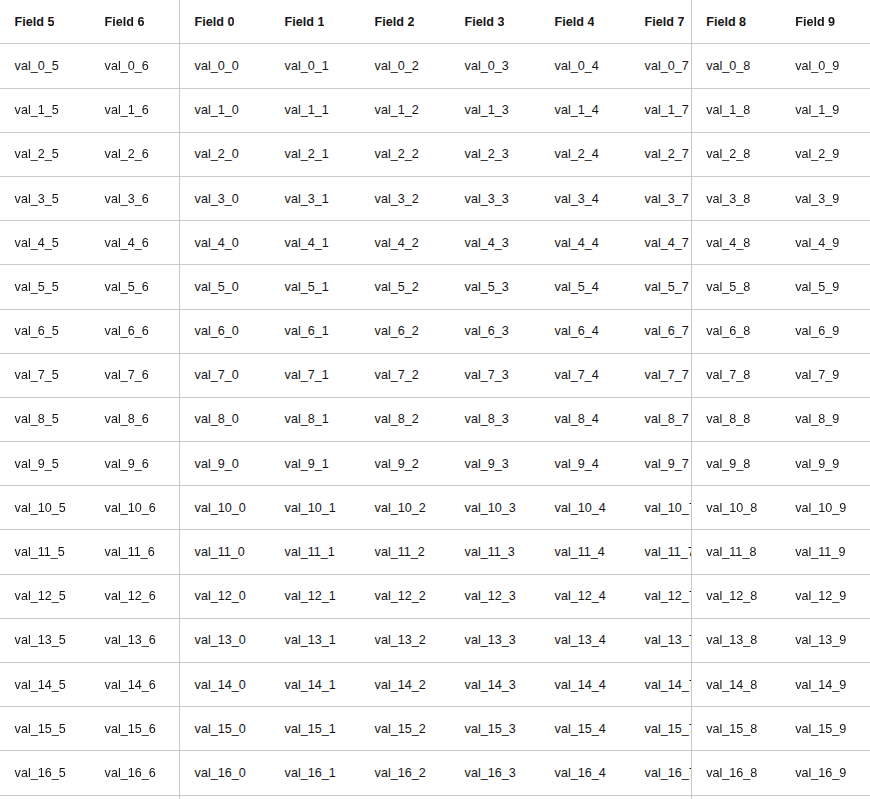 Field 5 Field 6 Field 0 Field 1 Field 2 Field 3 Field 4 Field 7 Field 8 Field 9
val_0_5 val_0_6 val_0_0 val_0_1 val_0_2 val_0_3 val_0_4 val_0_7 val_0_8 val_0_9
val_1_5 val_1_6 val_1_0 val_1_1 val_1_2 val_1_3 val_1_4 val_1_7 val_1_8 val_1_9
val_2_5 val_2_6 val_2_0 val_2_1 val_2_2 val_2_3 val_2_4 val_2_7 val_2_8 val_2_9
val_3_5 val_3_6 val_3_0 val_3_1 val_3_2 val_3_3 val_3_4 val_3_7 val_3_8 val_3_9
val_4_5 val_4_6 val_4_0 val_4_1 val_4_2 val_4_3 val_4_4 val_4_7 val_4_8 val_4_9
val_5_5 val_5_6 val_5_0 val_5_1 val_5_2 val_5_3 val_5_4 val_5_7 val_5_8 val_5_9
val_6_5 val_6_6 val_6_0 val_6_1 val_6_2 val_6_3 val_6_4 val_6_7 val_6_8 val_6_9
val_7_5 val_7_6 val_7_0 val_7_1 val_7_2 val_7_3 val_7_4 val_7_7 val_7_8 val_7_9
val_8_5 val_8_6 val_8_0 val_8_1 val_8_2 val_8_3 val_8_4 val_8_7 val_8_8 val_8_9
val_9_5 val_9_6 val_9_0 val_9_1 val_9_2 val_9_3 val_9_4 val_9_7 val_9_8 val_9_9
val_10_5 val_10_6 val_10_0 val_10_1 val_10_2 val_10_3 val_10_4 val_10_7 val_10_8 val_10_9
val_11_5 val_11_6 val_11_0 val_11_1 val_11_2 val_11_3 val_11_4 val_11_7 val_11_8 val_11_9
val_12_5 val_12_6 val_12_0 val_12_1 val_12_2 val_12_3 val_12_4 val_12_7 val_12_8 val_12_9
val_13_5 val_13_6 val_13_0 val_13_1 val_13_2 val_13_3 val_13_4 val_13_7 val_13_8 val_13_9
val_14_5 val_14_6 val_14_0 val_14_1 val_14_2 val_14_3 val_14_4 val_14_7 val_14_8 val_14_9
val_15_5 val_15_6 val_15_0 val_15_1 val_15_2 val_15_3 val_15_4 val_15_7 val_15_8 val_15_9
val_16_5 val_16_6 val_16_0 val_16_1 val_16_2 val_16_3 val_16_4 val_16_7 val_16_8 val_16_9